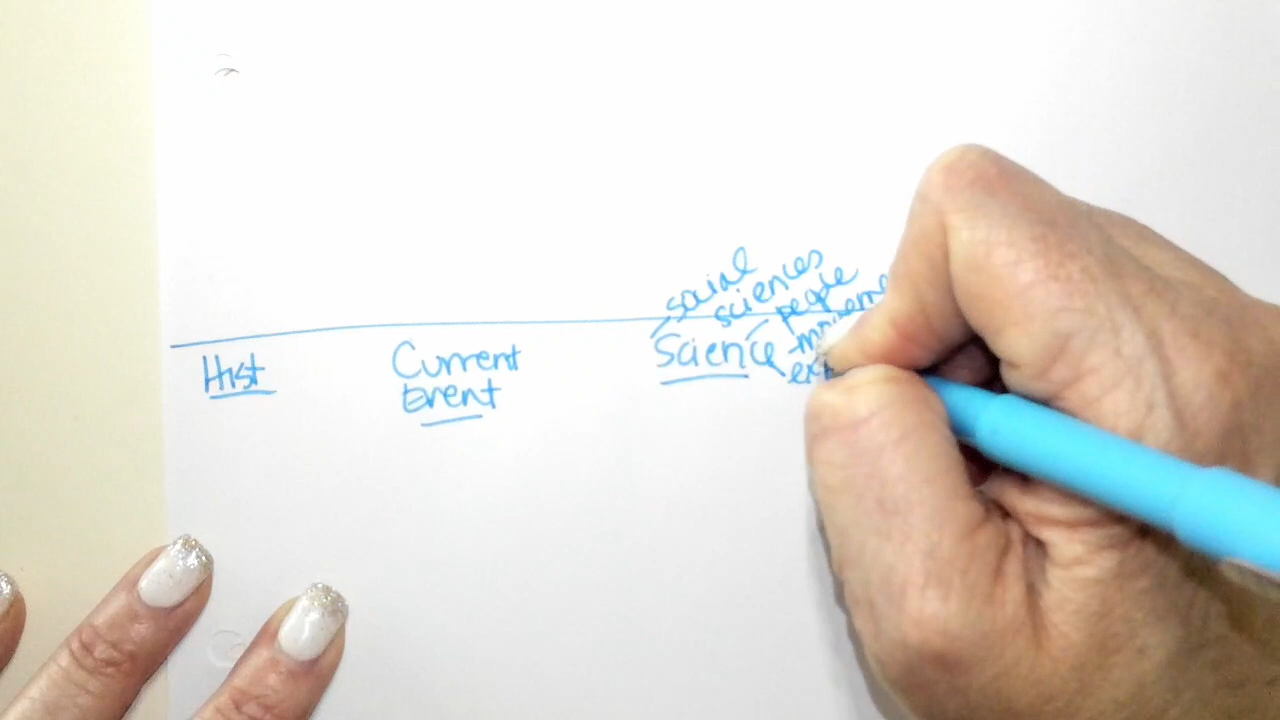 social
sciences
people
Hist
Current
Event
Science